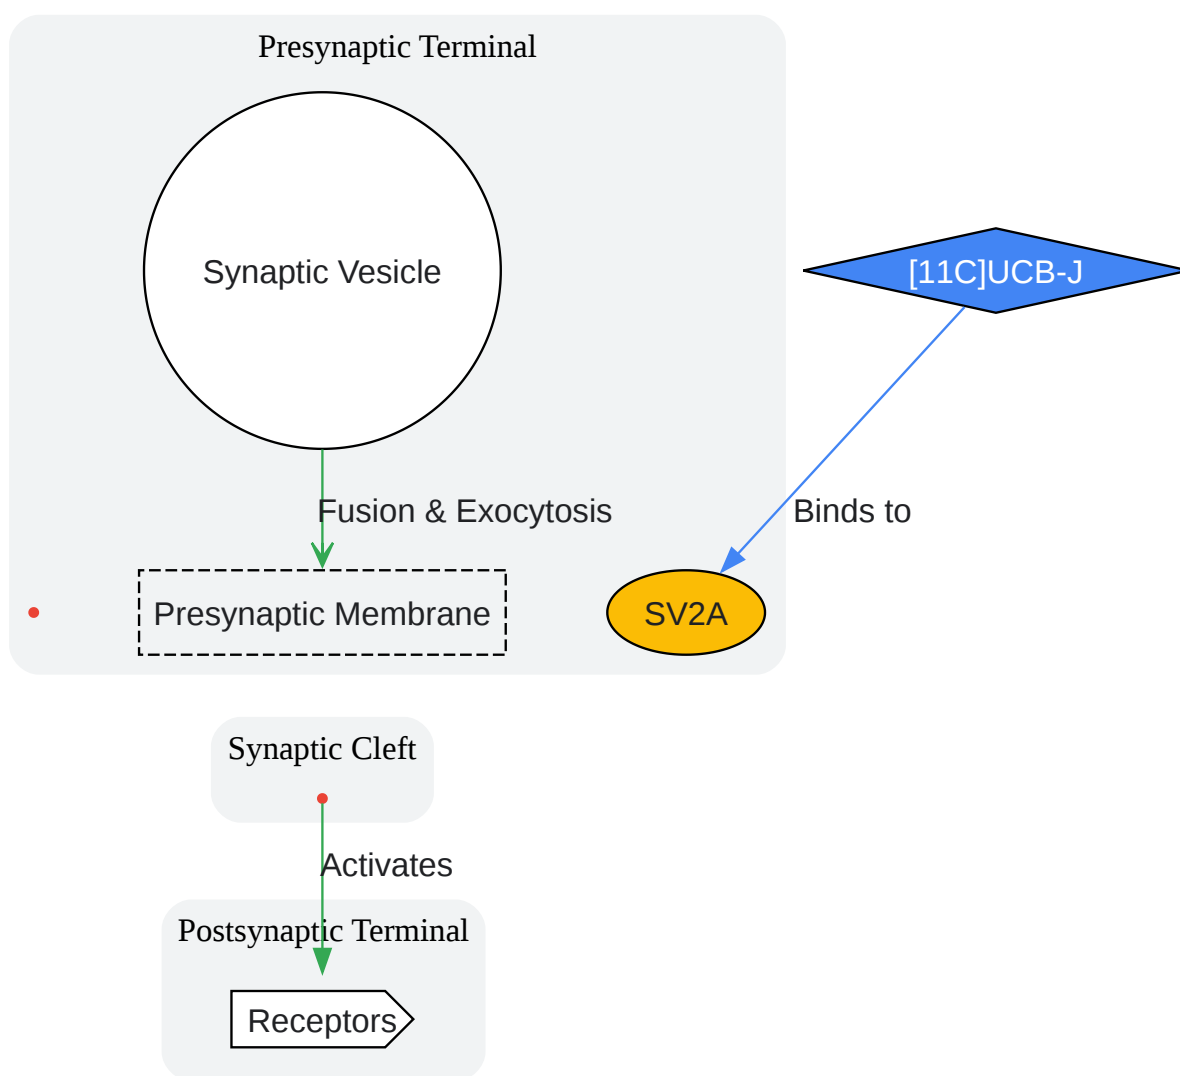 Presynaptic Terminal
Synaptic Vesicle
[11C]UCB-J
Fusion & Exocytosis
Binds to
Presynaptic Membrane
SV2A
Synaptic Cleft
Activates
Postsynaptic Terminal
Receptors